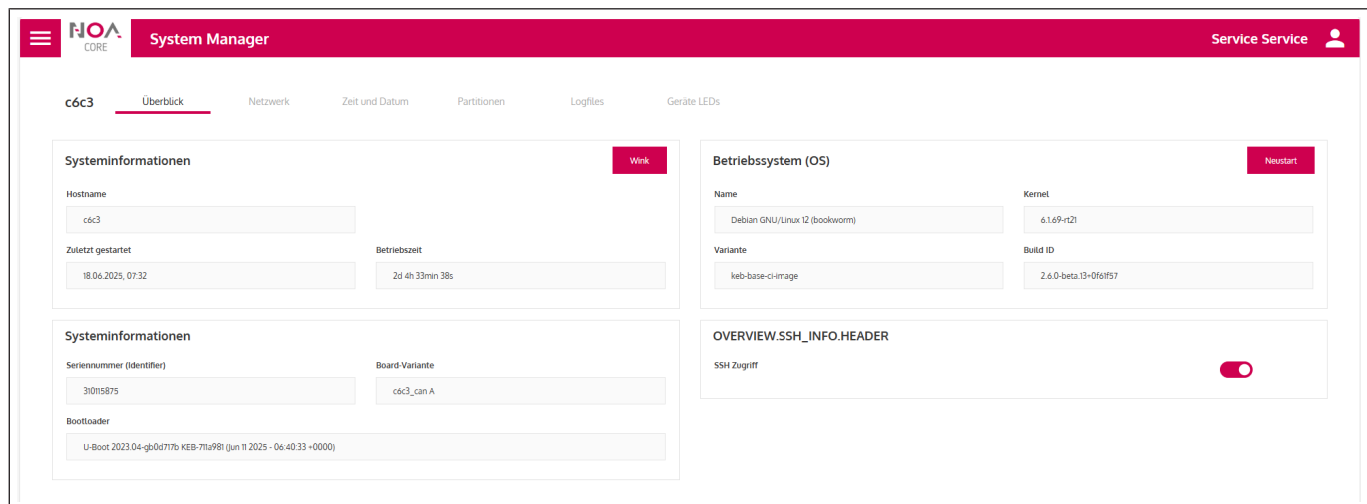 NOA
CORE
System Manager
Service Service
c6c3
Überblick
Netzwerk
Zeit und Datum
Partitionen
Logfiles
Geräte LEDs
Systeminformationen
Wink
Hostname
c6c3
Zuletzt gestartet
Betriebszeit
18.06.2025, 07:32
2d 4h 33min 38s
Betriebssystem (OS)
Neustart
Name
Kernel
Debian GNU/Linux 12 (bookworm)
6.1.69-rt21
Variante
Build ID
keb-base-ci-image
2.6.0-beta.13+0f61f57
Systeminformationen
Seriennummer (Identifier)
Board-Variante
310115875
c6c3_can A
Bootloader
U-Boot 2023.04-gb0d717b KEB-711a981 (Jun 11 2025 - 06:40:33 +0000)
OVERVIEW.SSH_INFO.HEADER
SSH Zugriff